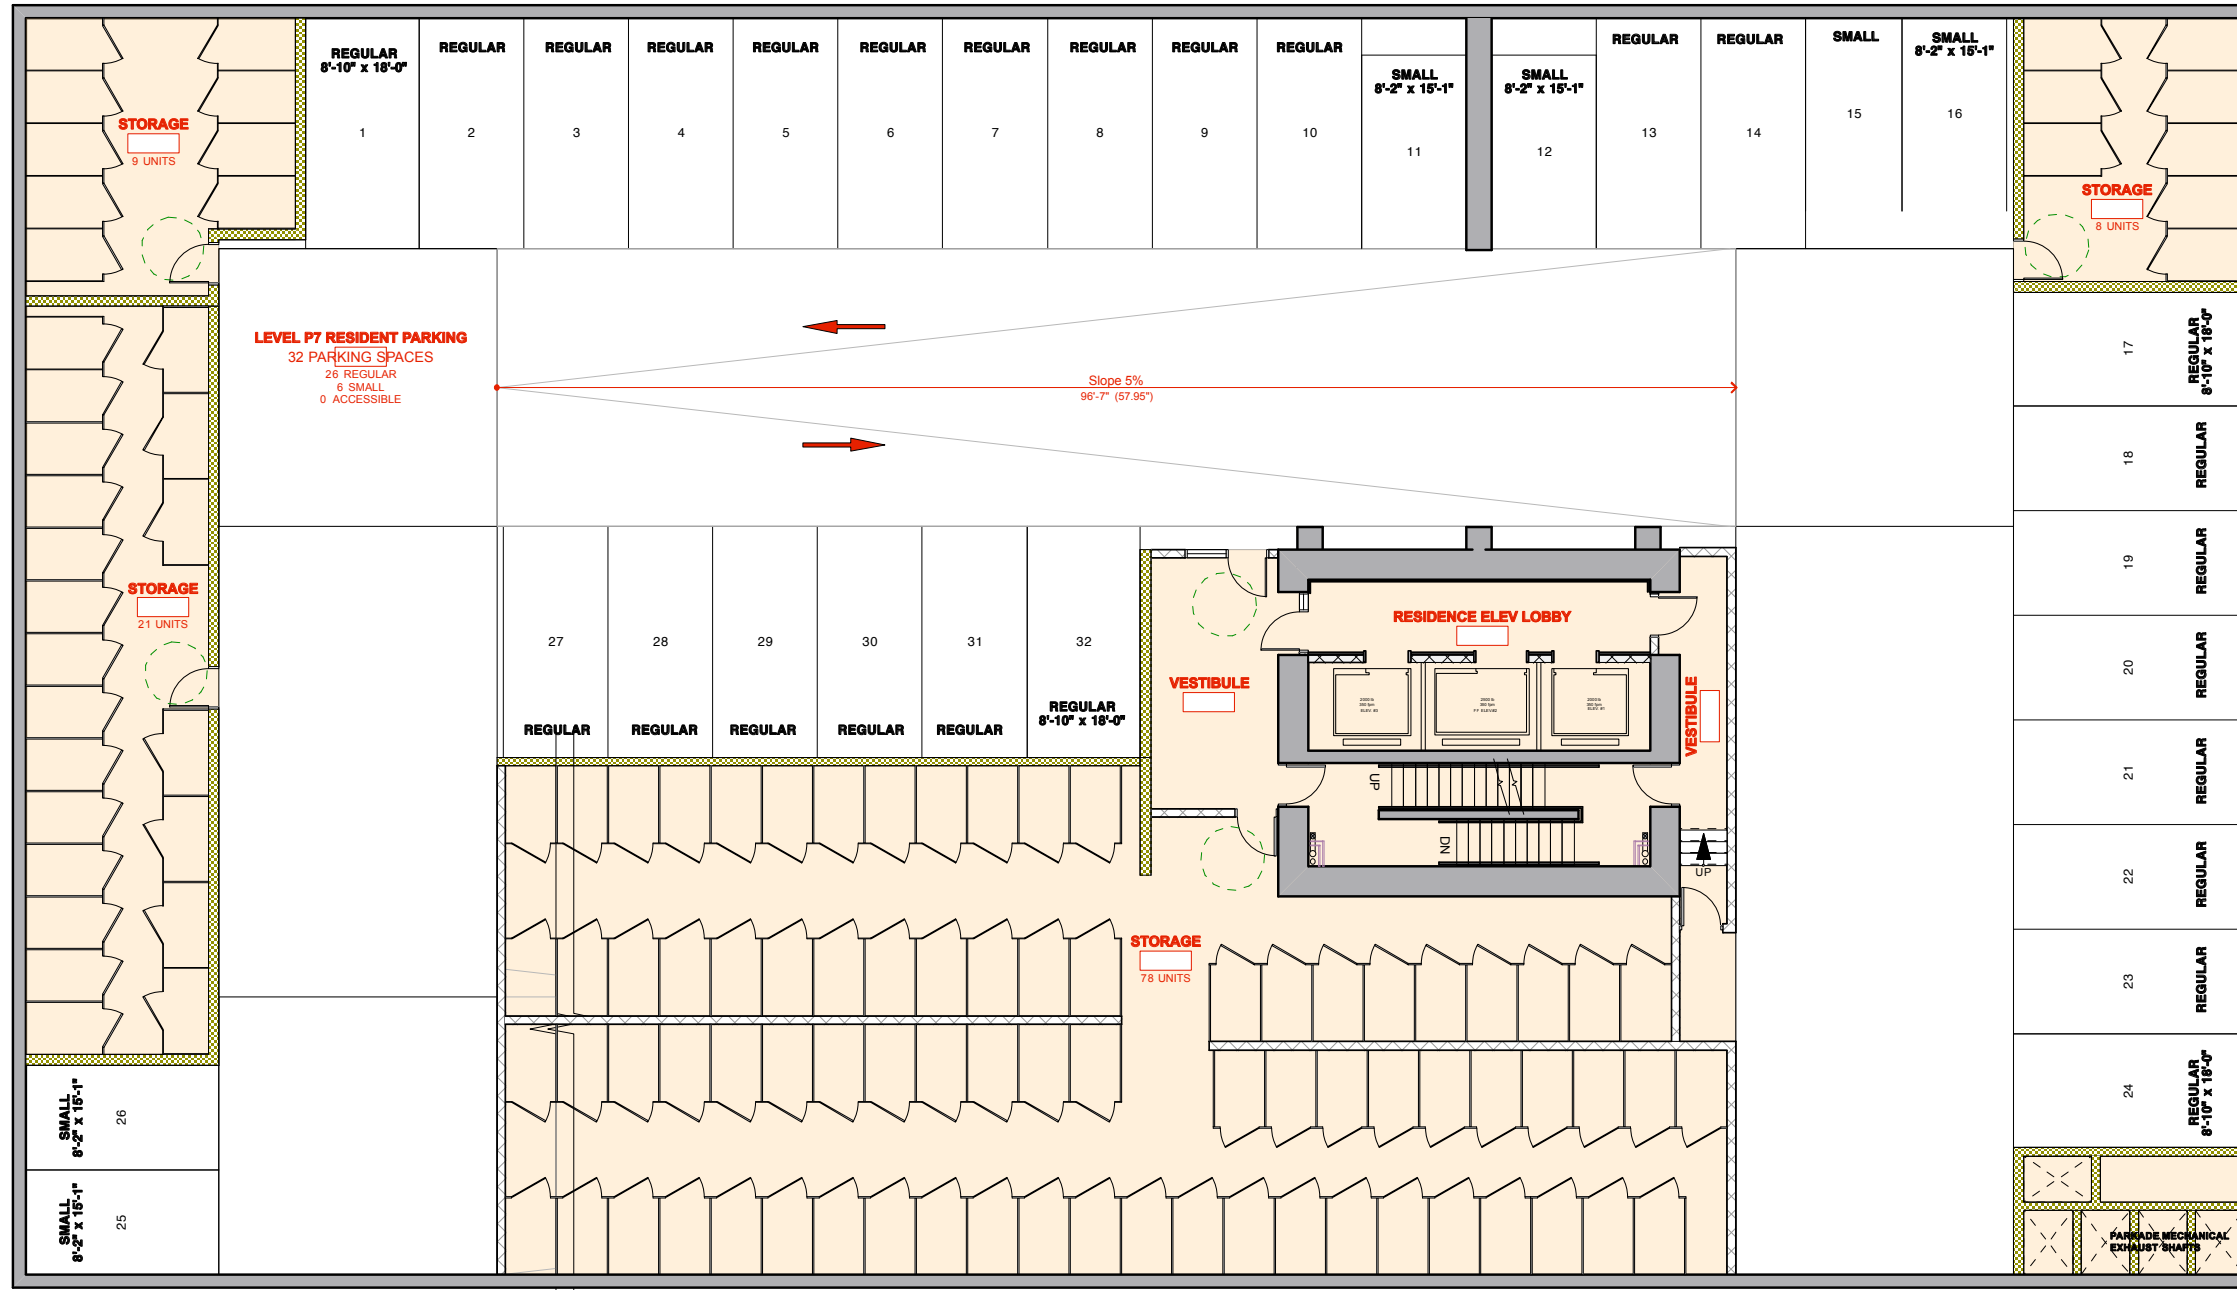 REGULAR
8'-10" x 18'-0"
1
REGULAR
2
REGULAR
3
REGULAR
4
REGULAR
5
REGULAR
6
REGULAR
7
REGULAR
8
REGULAR
9
REGULAR
10
SMALL
8'-2" x 15'-1"
11
SMALL
8'-2" x 15'-1"
12
REGULAR
13
REGULAR
14
SMALL
15
SMALL
8'-2" x 15'-1"
16
STORAGE
9 UNITS
STORAGE
8 UNITS
LEVEL P7 RESIDENT PARKING
32 PARKING SPACES
26 REGULAR
6 SMALL
0 ACCESSIBLE
Slope 5%
96'-7" (57.95")
17
REGULAR
8'-10" x 18'-0"
18
REGULAR
19
REGULAR
20
REGULAR
21
REGULAR
22
REGULAR
23
REGULAR
24
REGULAR
8'-10" x 18'-0"
STORAGE
21 UNITS
27
REGULAR
28
REGULAR
29
REGULAR
30
REGULAR
31
REGULAR
32
REGULAR
8'-10" x 18'-0"
VESTIBULE
RESIDENCE ELEV LOBBY
VESTIBULE
UP
DN
UP
STORAGE
78 UNITS
SMALL
8'-2" x 15'-1"
26
SMALL
8'-2" x 15'-1"
25
PARKADE MECHANICAL
EXHAUST SHAFTS